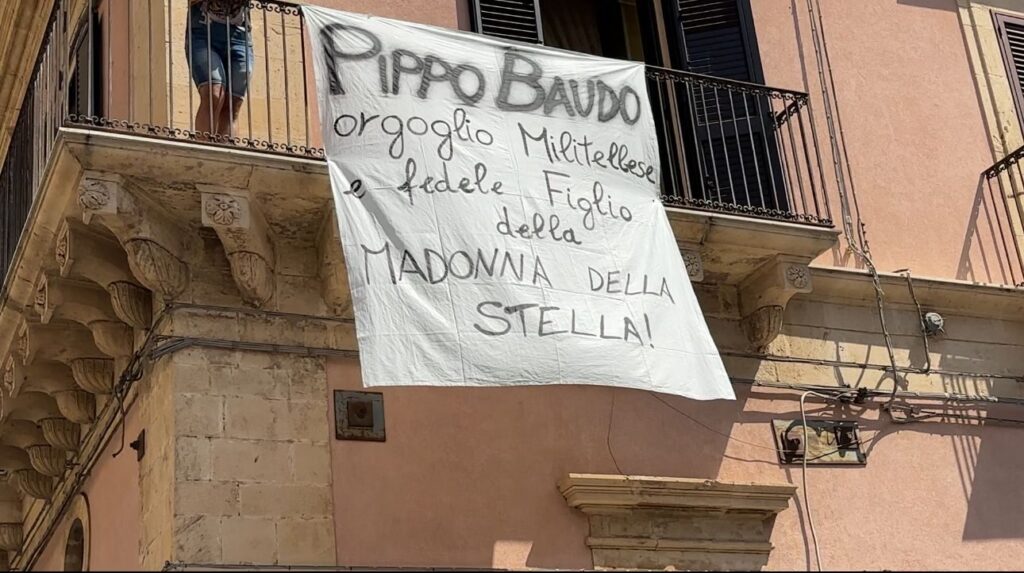 PIPPO BAUDO
orgoglio Militellese
e fedele Figlio
della
MADONNA DELLA
STELLA!